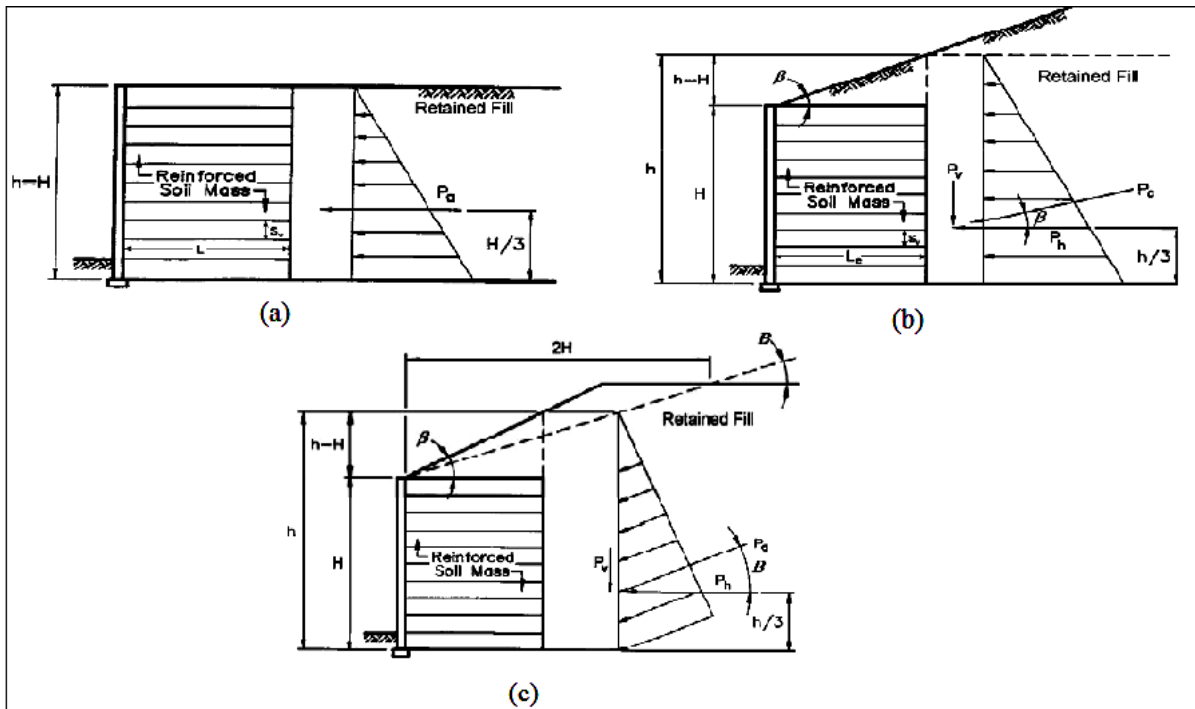 h–H
Reinforced
Soil Mass
Sv
L
Retained Fill
Pa
H/3
(a)
h–H
h
H
β
Reinforced
Soil Mass
Sv
Le
Retained Fill
Pv
Pa
β
Ph
h/3
(b)
2H
B
h–H
β
Retained Fill
h
H
Reinforced
Soil Mass
Pv
Pa
B
Ph
h/3
(c)